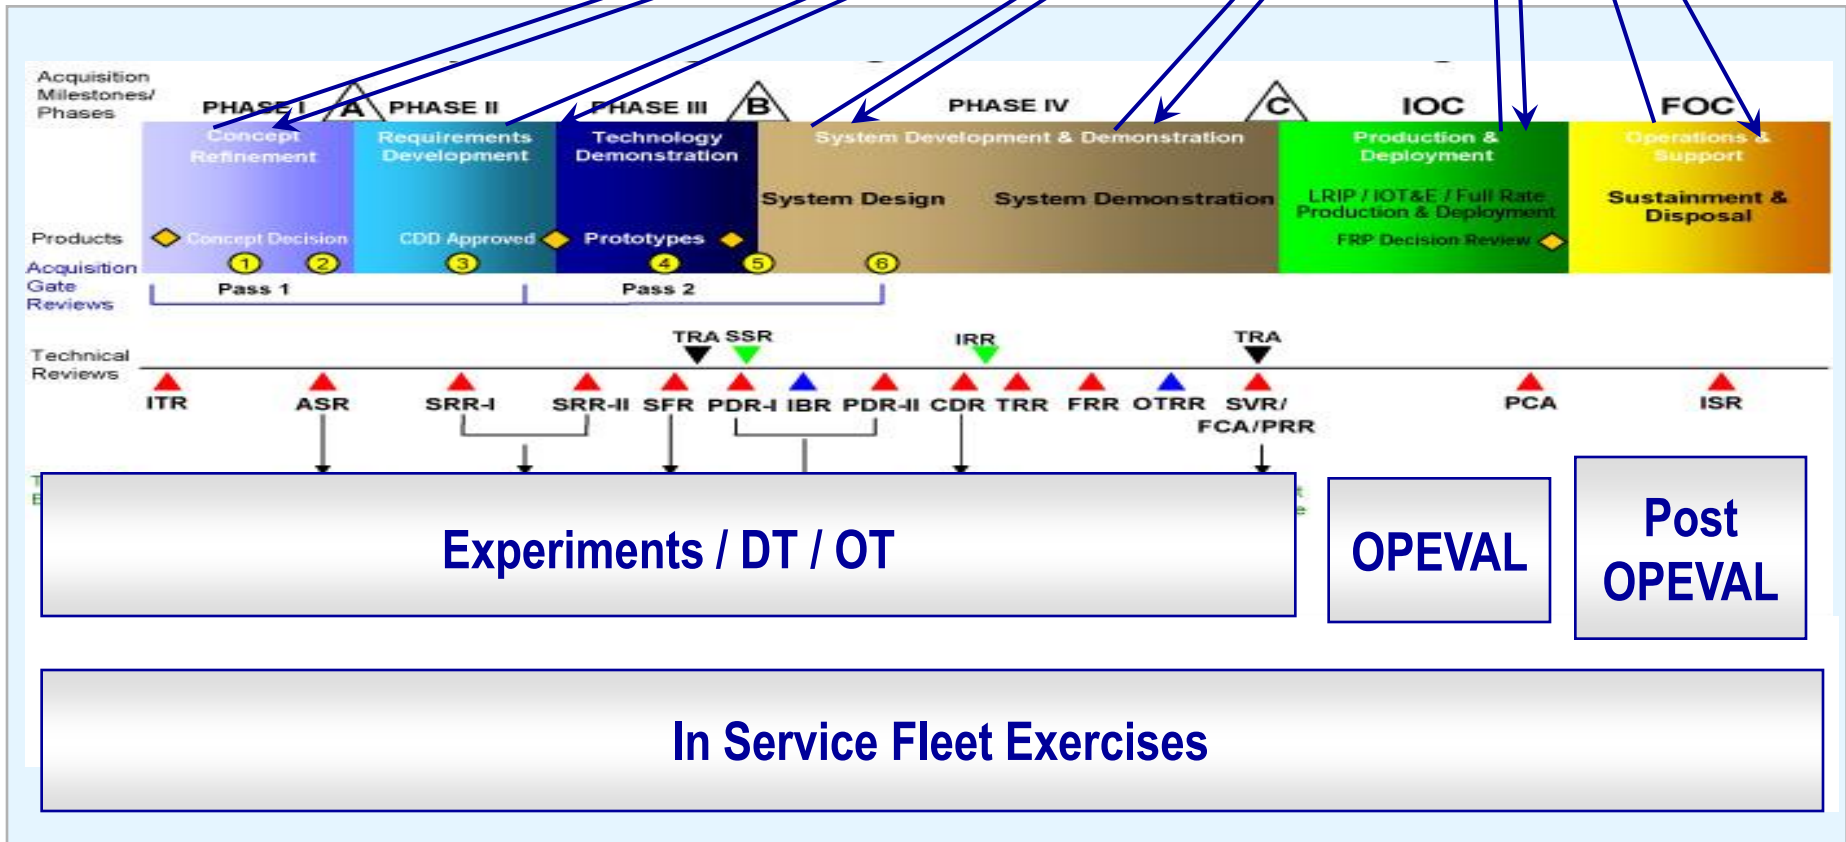 Acquisition
Milestones/
Phases
PHASE I
A
PHASE II
PHASE III
B
PHASE IV
C
IOC
FOC
Concept
Refinement
Requirements
Development
Technology
Demonstration
System Development & Demonstration
Production &
Deployment
Operations &
Support
System Design
System Demonstration
LRIP / IOT&E / Full Rate
Production & Deployment
Sustainment &
Disposal
Products
Concept Decision
CDD Approved
Prototypes
FRP Decision Review
Acquisition
Gate
Reviews
1
2
3
4
5
6
Pass 1
Pass 2
TRA
SSR
IRR
TRA
Technical
Reviews
ITR
ASR
SRR-I
SRR-II
SFR
PDR-I
IBR
PDR-II
CDR
TRR
FRR
OTRR
SVR/
FCA/PRR
PCA
ISR
Experiments / DT / OT
OPEVAL
Post
OPEVAL
In Service Fleet Exercises